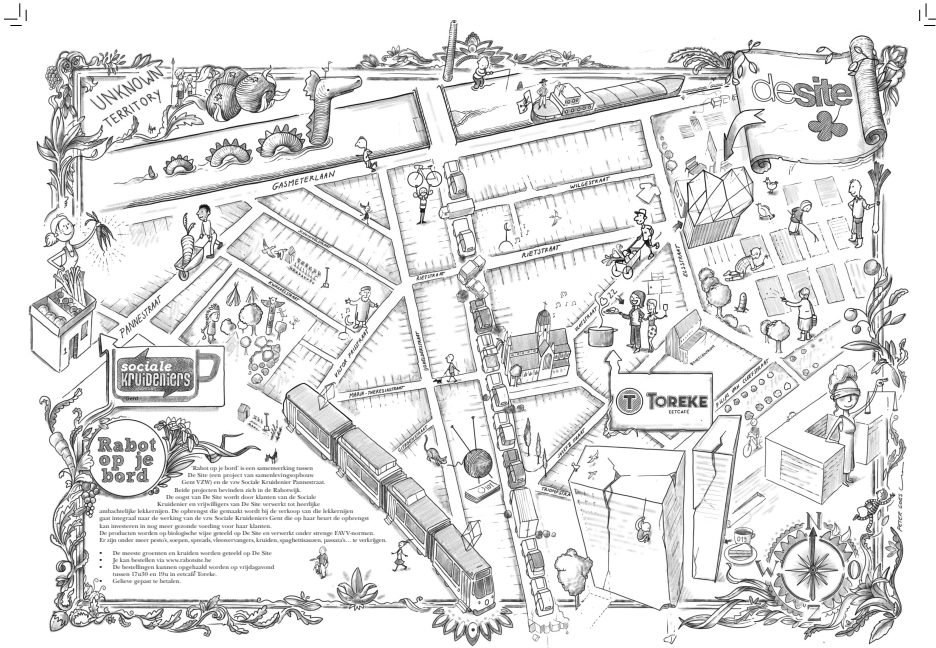 UNKNOWN
TERRITORY
desite
GASMETERLAAN
WILGESTRAAT
RIETSTRAAT
RIETSTRAAT
PANNESTRAAT
MARIA-THERESIASTRAAT
sociale
kruideniers
Gent
1
T TOREKE
EETCAFÉ
Rabot
op je
bord
'Rabot op je bord' is een samenwerking tussen
De Site (een project van samenlevingsopbouw
Gent VZW) en de vzw Sociale Kruidenier Pannestraat.
Beide projecten bevinden zich in de Rabotwijk.
De oogst van De Site wordt door klanten van de Sociale
Kruidenier en vrijwilligers van De Site verwerkt tot heerlijke
ambachtelijke lekkernijen. De opbrengst die gemaakt wordt bij de verkoop van die lekkernijen
gaat integraal naar de werking van de vzw Sociale Kruideniers Gent die op haar beurt de opbrengst
kan investeren in nog meer gezonde voeding voor haar klanten.
De producten worden op biologische wijze geteeld op De Site en verwerkt onder strenge FAVV-normen.
Er zijn onder meer pesto's, soepen, spreads, vleesvervangers, kruiden, spaghettisausen, passata's... te verkrijgen.
• De meeste groenten en kruiden worden geteeld op De Site
• Je kan bestellen via www.rabotsite.be
• De bestellingen kunnen opgehaald worden op vrijdagavond
tussen 17u30 en 19u in eetcafé Toreke.
• Gelieve gepast te betalen.
N
W
O
Z